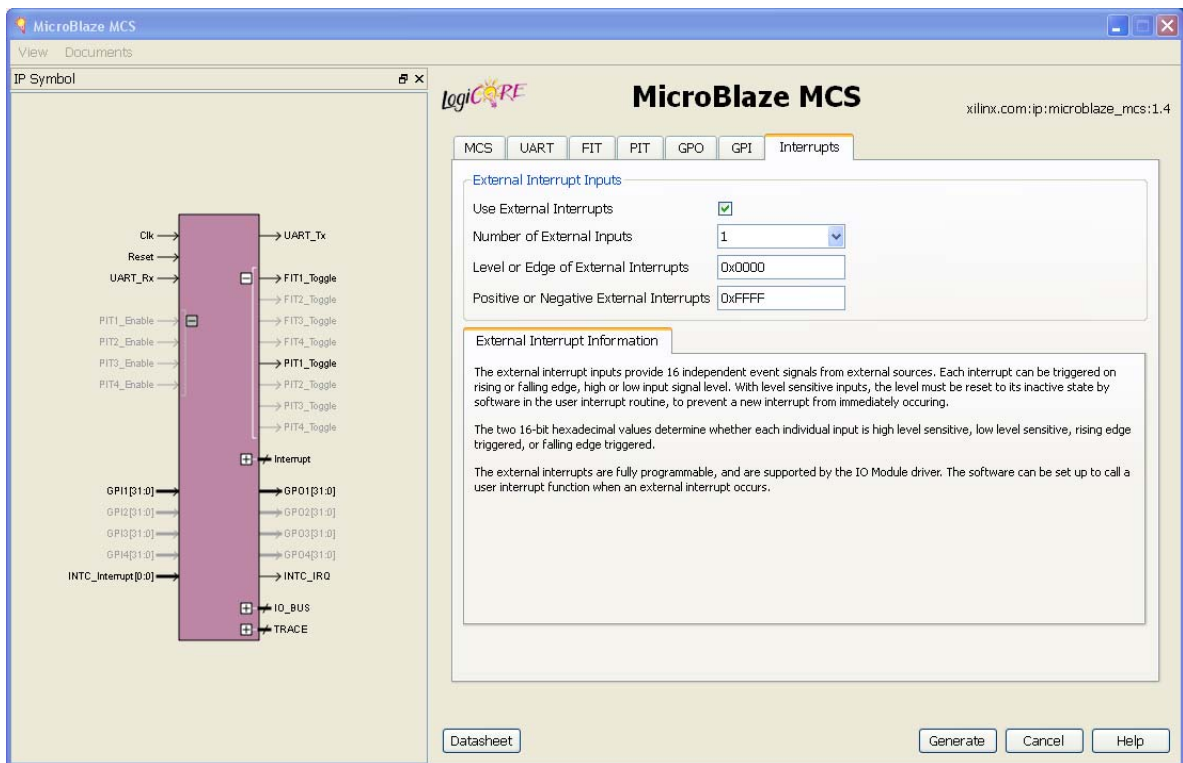 MicroBlaze MCS
View Documents
IP Symbol
Clk
Reset
UART_Rx
PIT1_Enable
PIT2_Enable
PIT3_Enable
PIT4_Enable
GPI1[31:0]
GPI2[31:0]
GPI3[31:0]
GPI4[31:0]
INTC_Interrupt[0:0]
UART_Tx
FIT1_Toggle
FIT2_Toggle
FIT3_Toggle
FIT4_Toggle
PIT1_Toggle
PIT2_Toggle
PIT3_Toggle
PIT4_Toggle
Interrupt
GPO1[31:0]
GPO2[31:0]
GPO3[31:0]
GPO4[31:0]
INTC_IRQ
IO_BUS
TRACE
LogiCORE
MicroBlaze MCS
xilinx.com:ip:microblaze_mcs:1.4
MCS UART FIT PIT GPO GPI Interrupts
External Interrupt Inputs
Use External Interrupts
Number of External Inputs 1
Level or Edge of External Interrupts 0x0000
Positive or Negative External Interrupts 0xFFFF
External Interrupt Information
The external interrupt inputs provide 16 independent event signals from external sources. Each interrupt can be triggered on
rising or falling edge, high or low input signal level. With level sensitive inputs, the level must be reset to its inactive state by
software in the user interrupt routine, to prevent a new interrupt from immediately occuring.
The two 16-bit hexadecimal values determine whether each individual input is high level sensitive, low level sensitive, rising edge
triggered, or falling edge triggered.
The external interrupts are fully programmable, and are supported by the IO Module driver. The software can be set up to call a
user interrupt function when an external interrupt occurs.
Datasheet
Generate Cancel Help